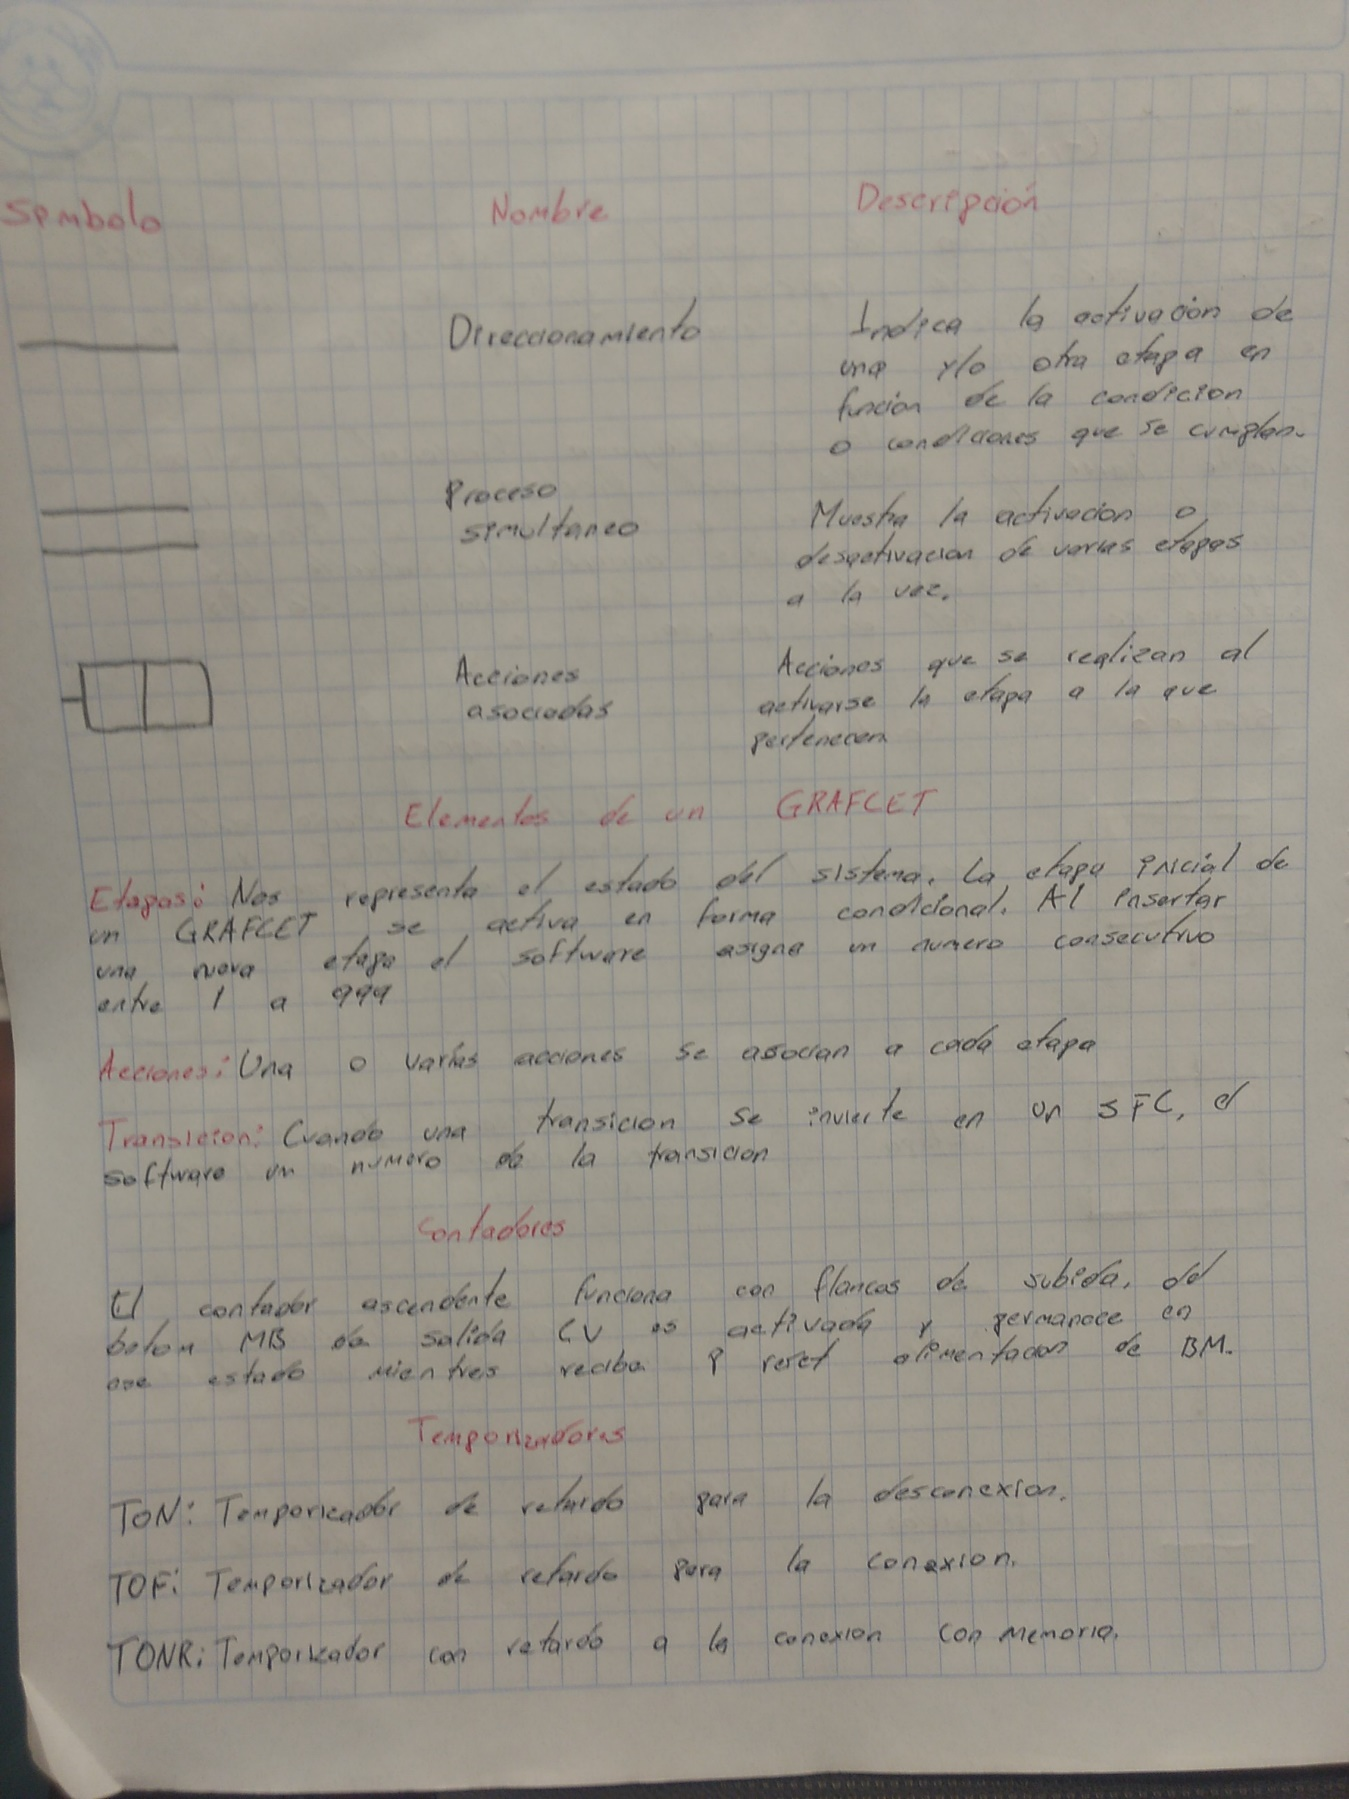 Símbolo Nombre Descripción
Direccionamiento Indica la activación de
una y/o otra etapa en
función de la condicion
o condiciones que se cumplan.
Proceso
simultaneo Muestra la activacion o
desactivacion de varias etapas
a la vez.
Acciones Acciones que se realizan al
asociadas activarse la etapa a la que
pertenecen
Elementos de un GRAFCET
Etapas: Nos representa el estado del sistema. La etapa inicial de
un GRAFCET se activa en forma condicional. Al insertar
una nueva etapa el software asigna un numero consecutivo
entre 1 a 999
Acciones: Una o varias acciones se asocian a cada etapa
Transicion: Cuando una transicion se invierte en un SFC, el
software un numero de la transicion
Contadores
El contador ascendente funciona con flancos de subida, del
boton MB de salida CV es activada y permanece en
ese estado mientres reciba reset alimentacion de BM.
Temporizadores
TON: Temporizador de retardo para la desconexion.
TOF: Temporizador de retardo para la conexion.
TONR: Temporizador con retardo a la conexion con memoria.